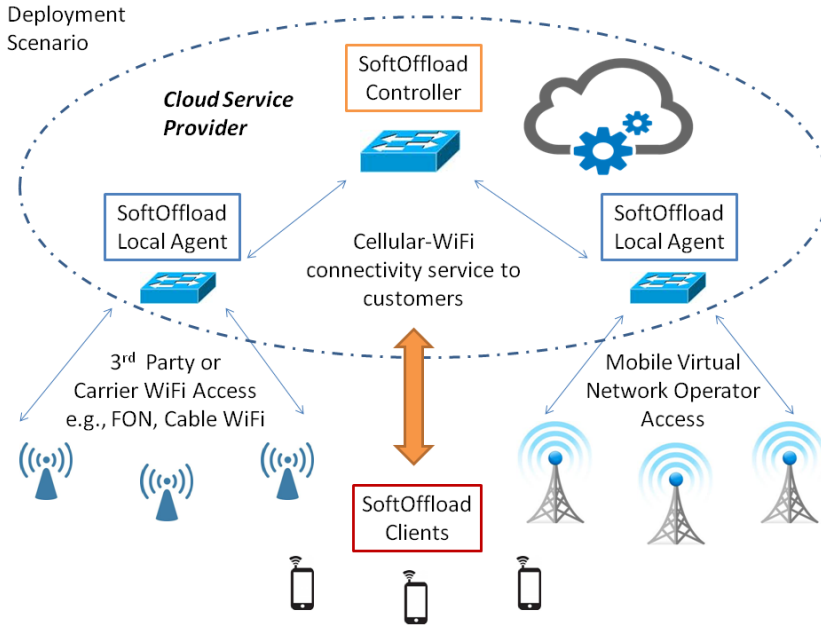 Deployment
Scenario
SoftOffload
Controller
Cloud Service
Provider
SoftOffload
Local Agent
SoftOffload
Local Agent
Cellular-WiFi
connectivity service to
customers
3rd Party or
Carrier WiFi Access
e.g., FON, Cable WiFi
Mobile Virtual
Network Operator
Access
SoftOffload
Clients